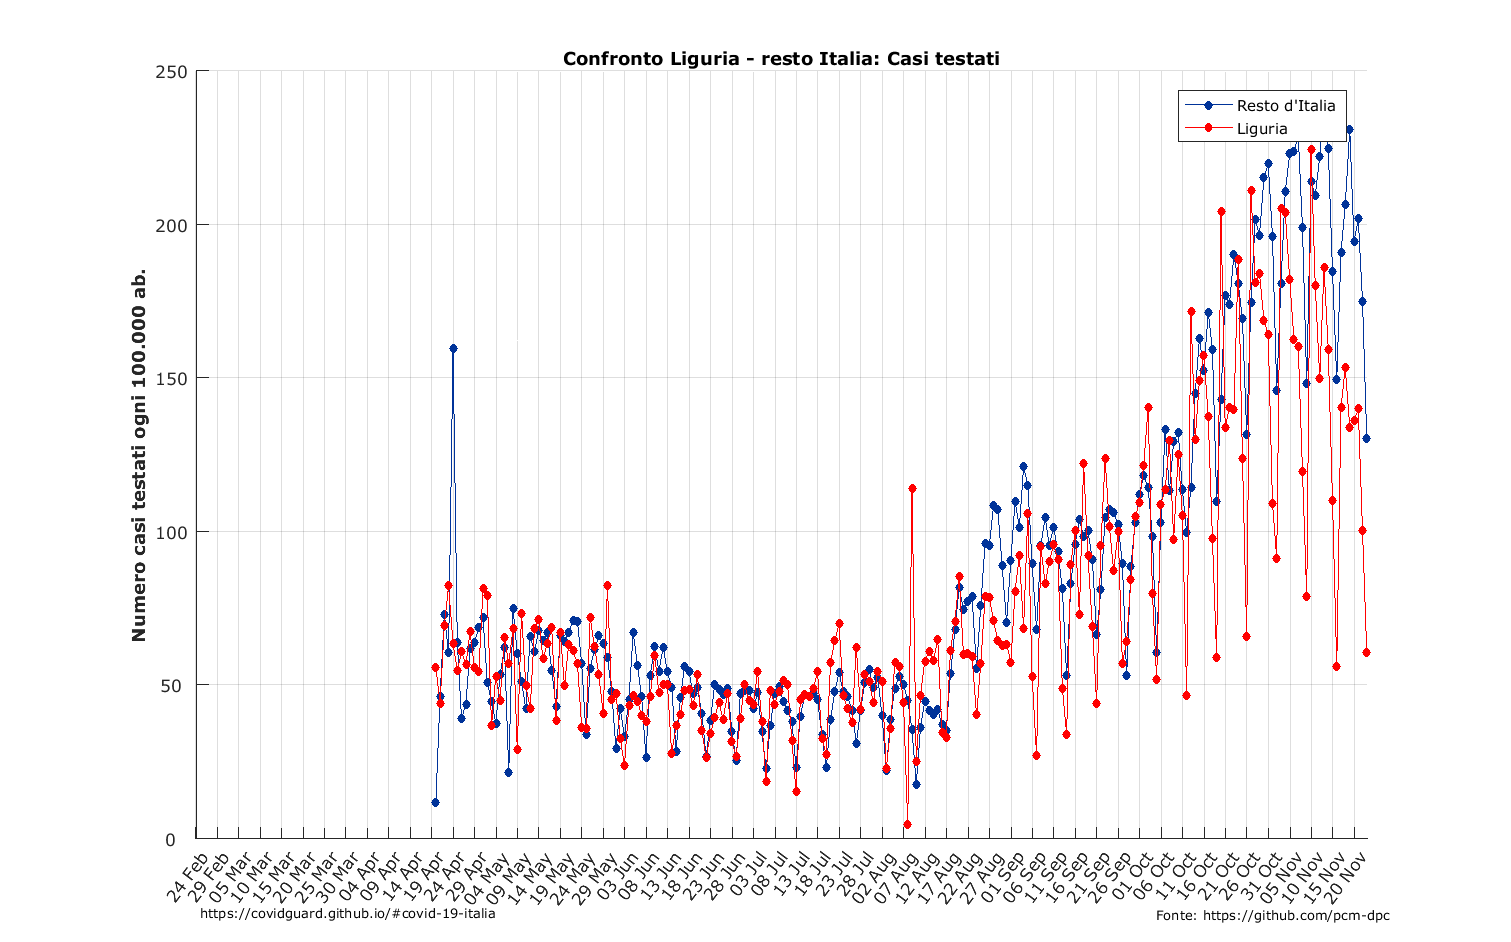 Confronto Liguria - resto Italia: Casi testati
250
200
150
100
50
0
Numero casi testati ogni 100.000 ab.
Resto d'Italia
Liguria
24 Feb
29 Feb
05 Mar
10 Mar
15 Mar
20 Mar
25 Mar
30 Mar
04 Apr
09 Apr
14 Apr
19 Apr
24 Apr
29 Apr
04 May
09 May
14 May
19 May
24 May
29 May
03 Jun
08 Jun
13 Jun
18 Jun
23 Jun
28 Jun
03 Jul
08 Jul
13 Jul
18 Jul
23 Jul
28 Jul
02 Aug
07 Aug
12 Aug
17 Aug
22 Aug
27 Aug
01 Sep
06 Sep
11 Sep
16 Sep
21 Sep
26 Sep
01 Oct
06 Oct
11 Oct
16 Oct
21 Oct
26 Oct
31 Oct
05 Nov
10 Nov
15 Nov
20 Nov
https://covidguard.github.io/#covid-19-italia
Fonte: https://github.com/pcm-dpc